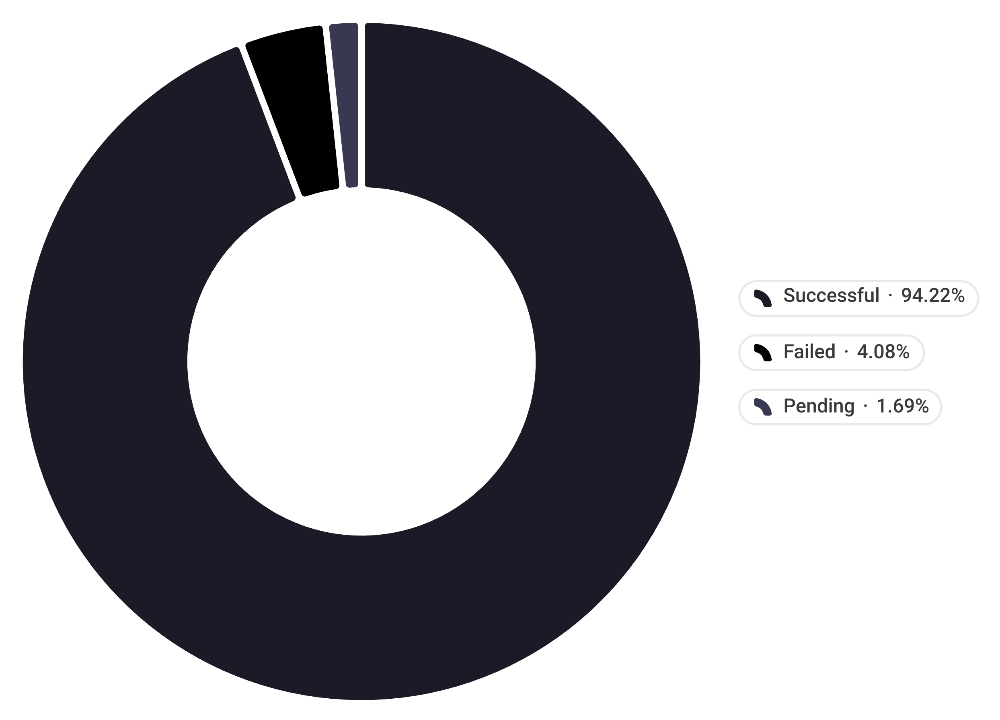 Successful · 94.22%
Failed · 4.08%
Pending · 1.69%